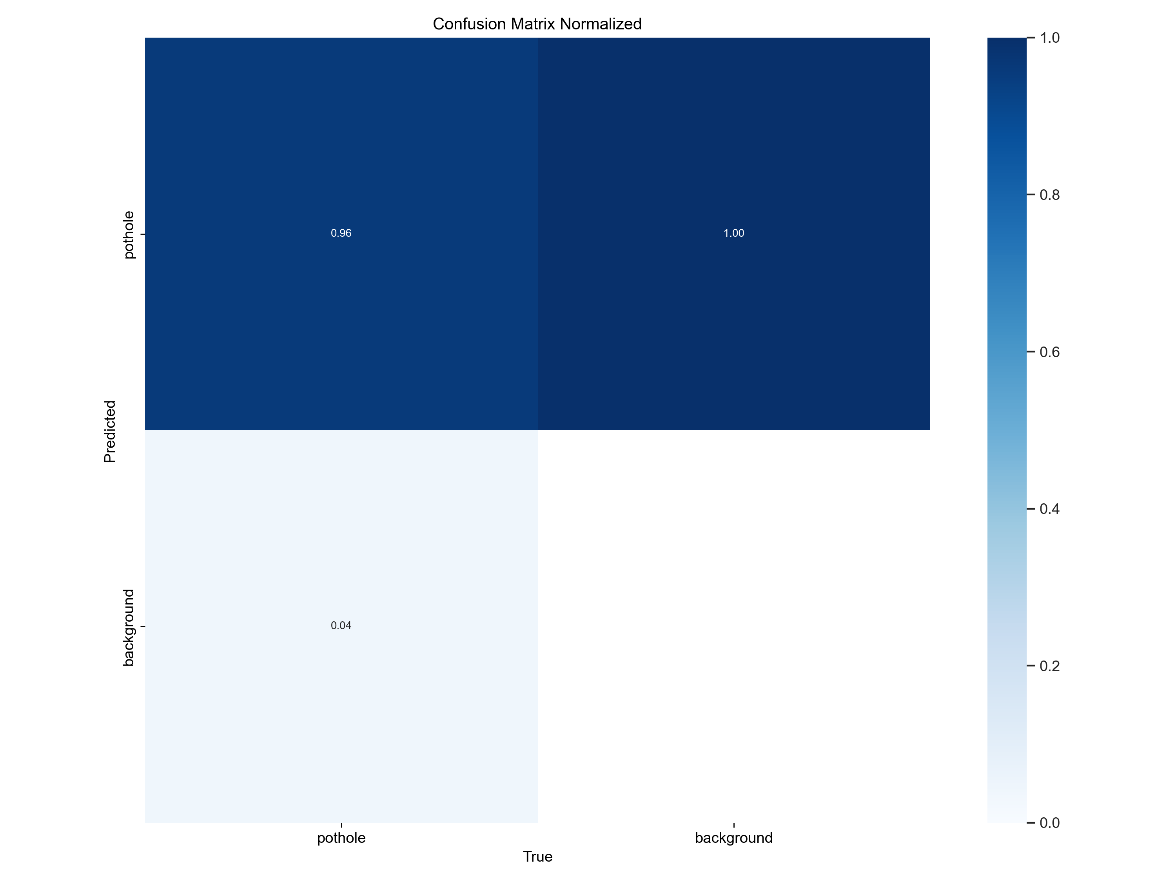 Confusion Matrix Normalized
1.0
0.8
pothole
0.96
1.00
0.6
Predicted
0.4
background
0.04
0.2
0.0
pothole
background
True